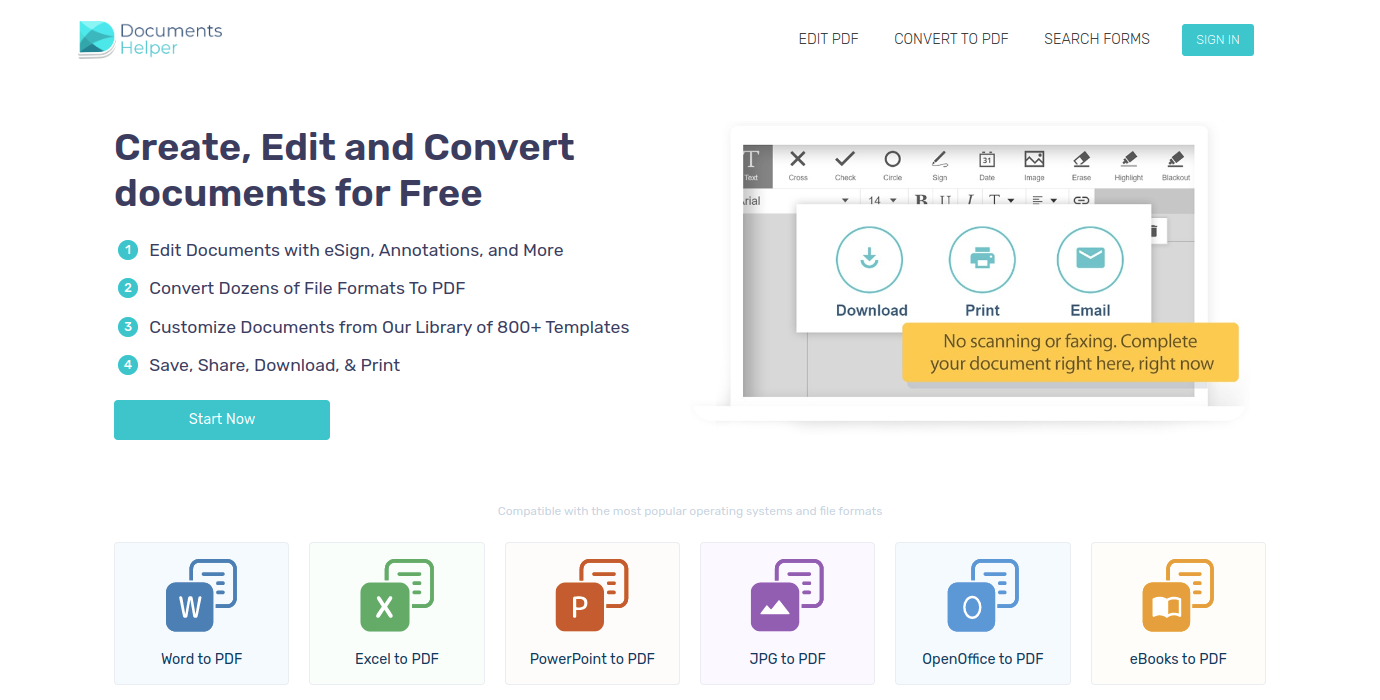 Documents
Helper
EDIT PDF
CONVERT TO PDF
SEARCH FORMS
SIGN IN
Create, Edit and Convert
documents for Free
1 Edit Documents with eSign, Annotations, and More
2 Convert Dozens of File Formats To PDF
3 Customize Documents from Our Library of 800+ Templates
4 Save, Share, Download, & Print
Start Now
T
Text
Cross
Check
Circle
Sign
31
Date
Image
Erase
Highlight
Blackout
rial
14
B U I T
Download
Print
Email
No scanning or faxing. Complete
your document right here, right now
Compatible with the most popular operating systems and file formats
W
X
P
O
Word to PDF
Excel to PDF
PowerPoint to PDF
JPG to PDF
OpenOffice to PDF
eBooks to PDF